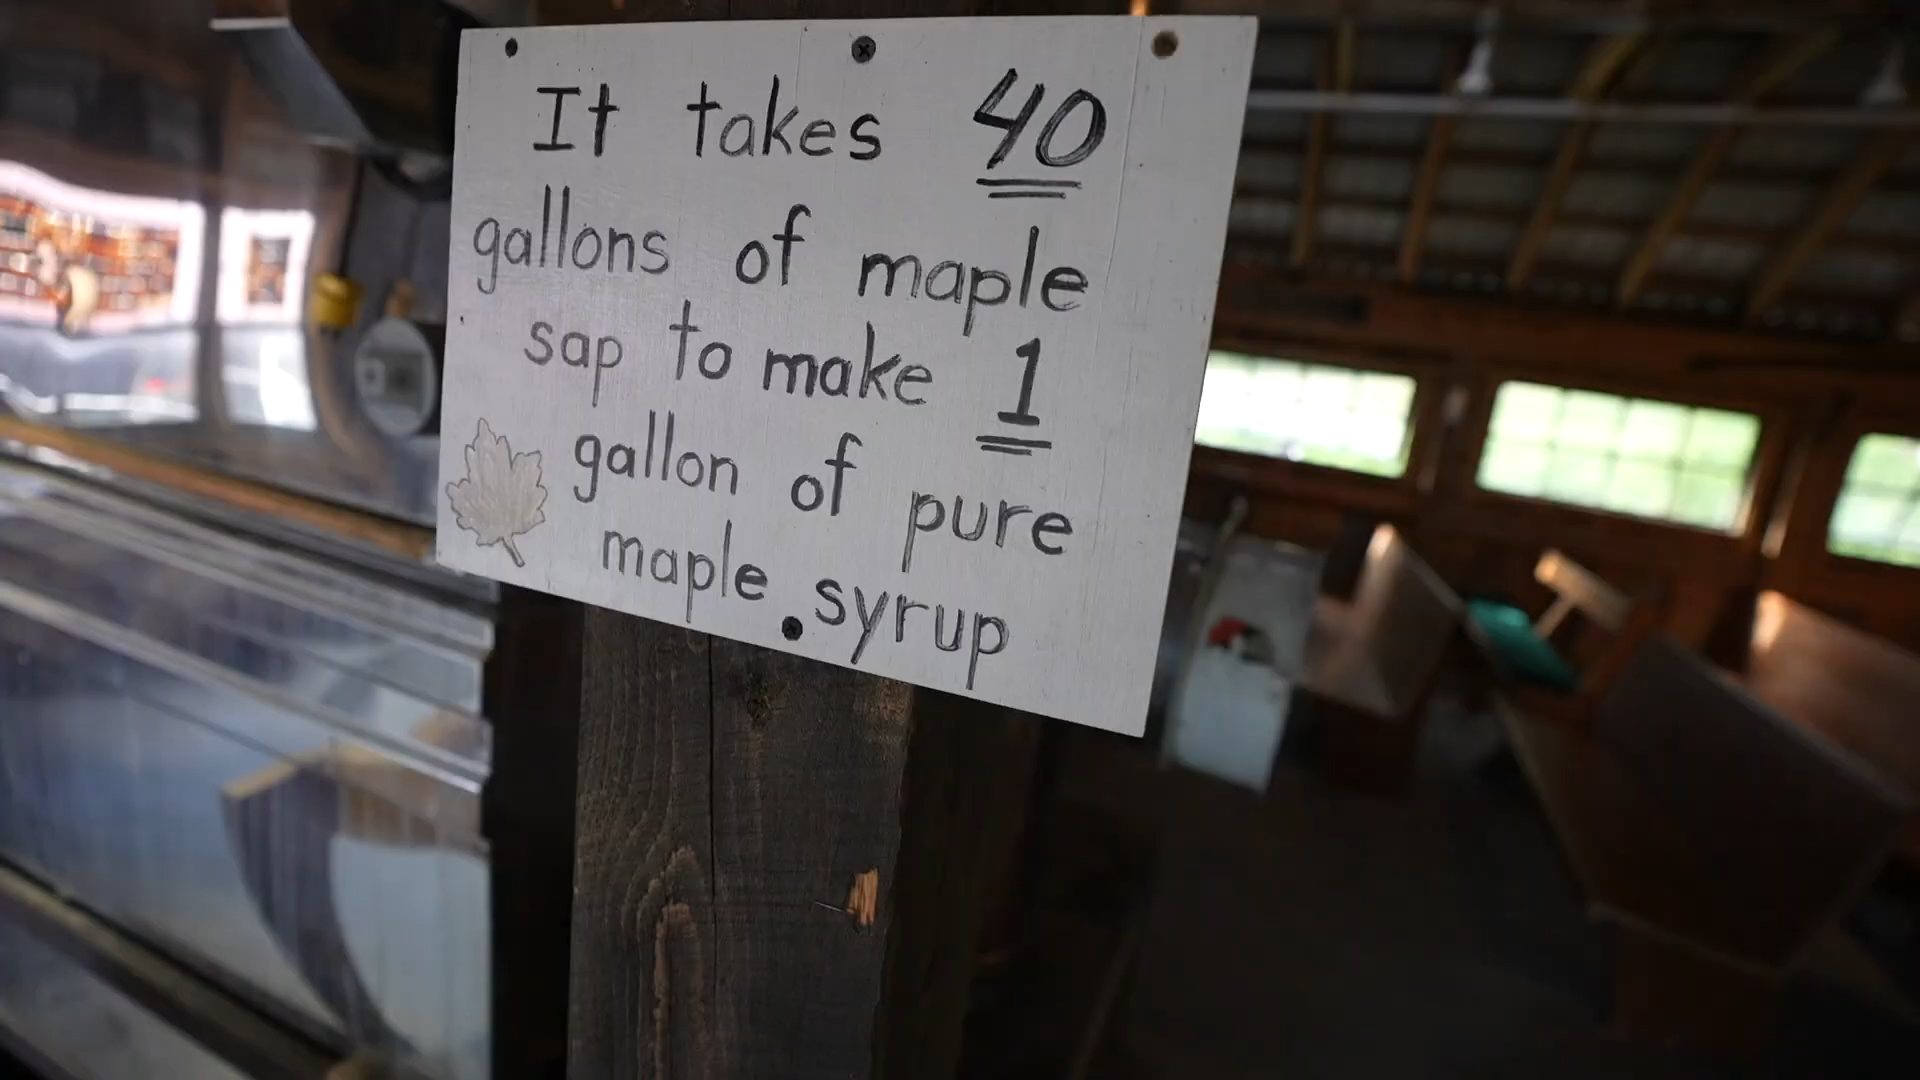 It takes 40
gallons of maple
sap to make 1
gallon of pure
maple syrup